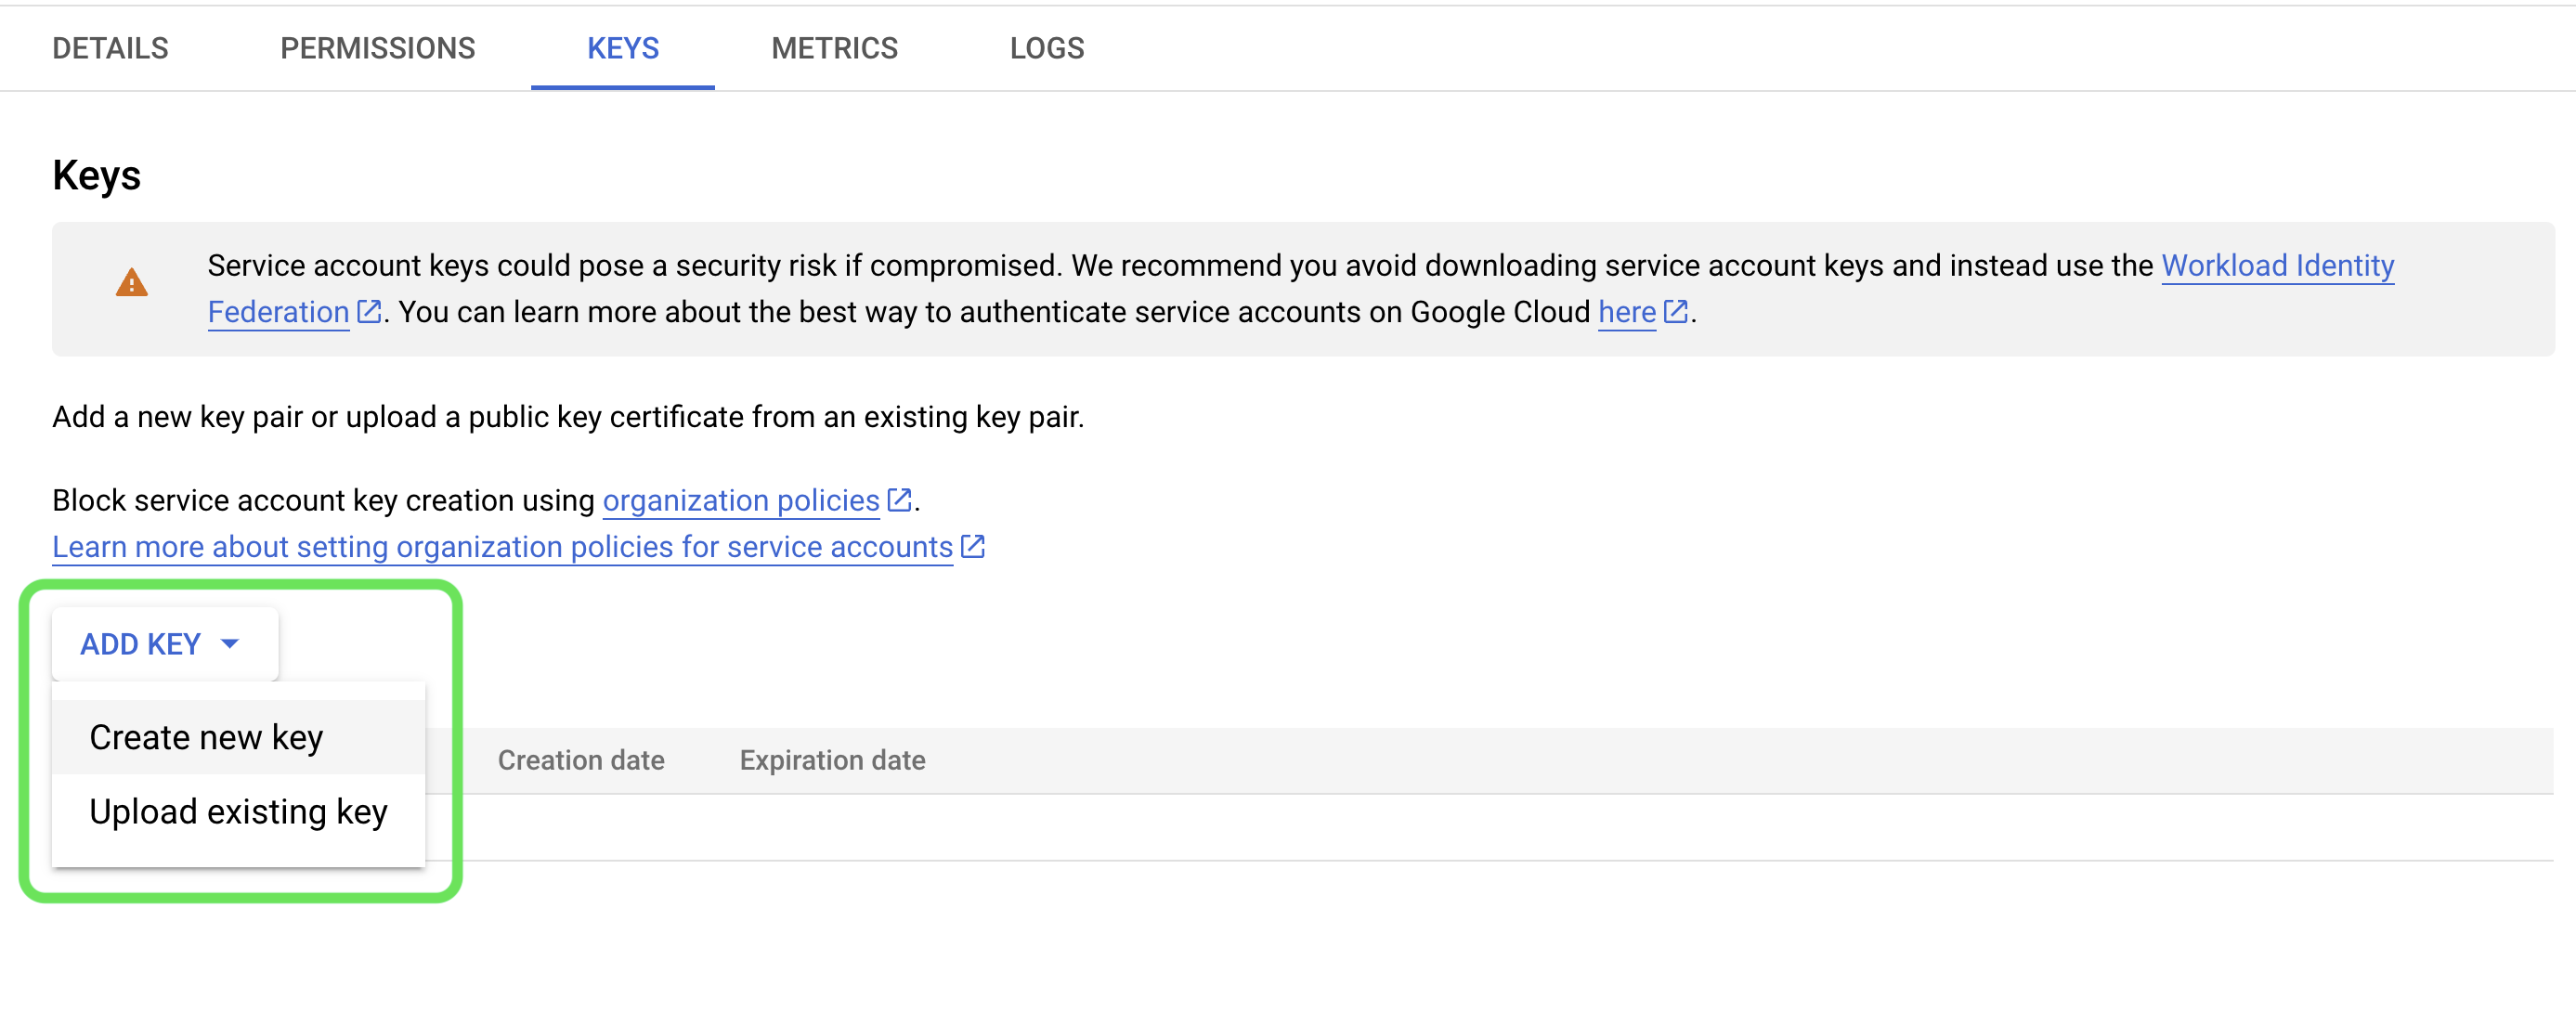 DETAILS PERMISSIONS KEYS METRICS LOGS
Keys
Service account keys could pose a security risk if compromised. We recommend you avoid downloading service account keys and instead use the Workload Identity
Federation. You can learn more about the best way to authenticate service accounts on Google Cloud here.
Add a new key pair or upload a public key certificate from an existing key pair.
Block service account key creation using organization policies.
Learn more about setting organization policies for service accounts
ADD KEY
Create new key
Upload existing key
Creation date Expiration date